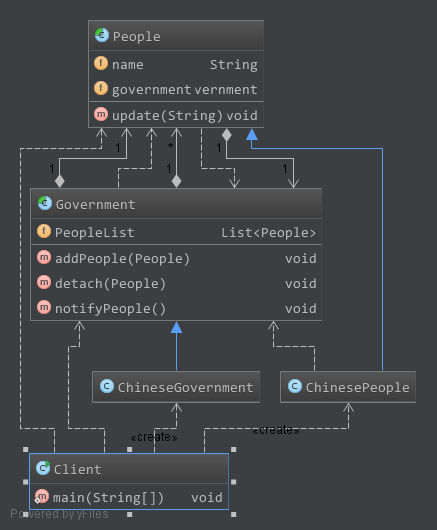 People
name String
government vernment
update(String) void
1 1 * 1
1 1 1
Government
PeopleList List<People>
addPeople(People) void
detach(People) void
notifyPeople() void
ChineseGovernment
ChinesePeople
«create»
«create»
Client
main(String[]) void
Powered by yFiles